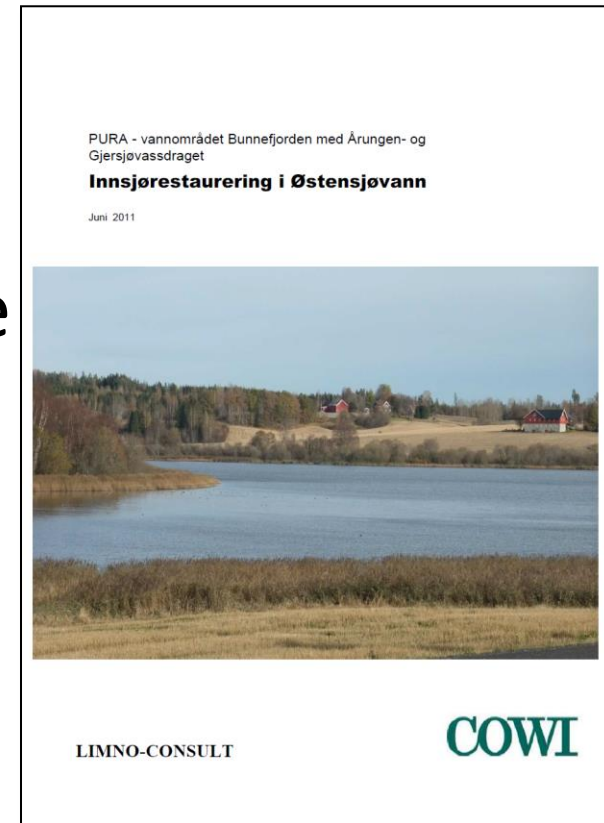 e
PURA - vannområdet Bunnefjorden med Årungen- og
Gjersjøvassdraget
Innsjørestaurering i Østensjøvann
Juni 2011
LIMNO-CONSULT
COWI